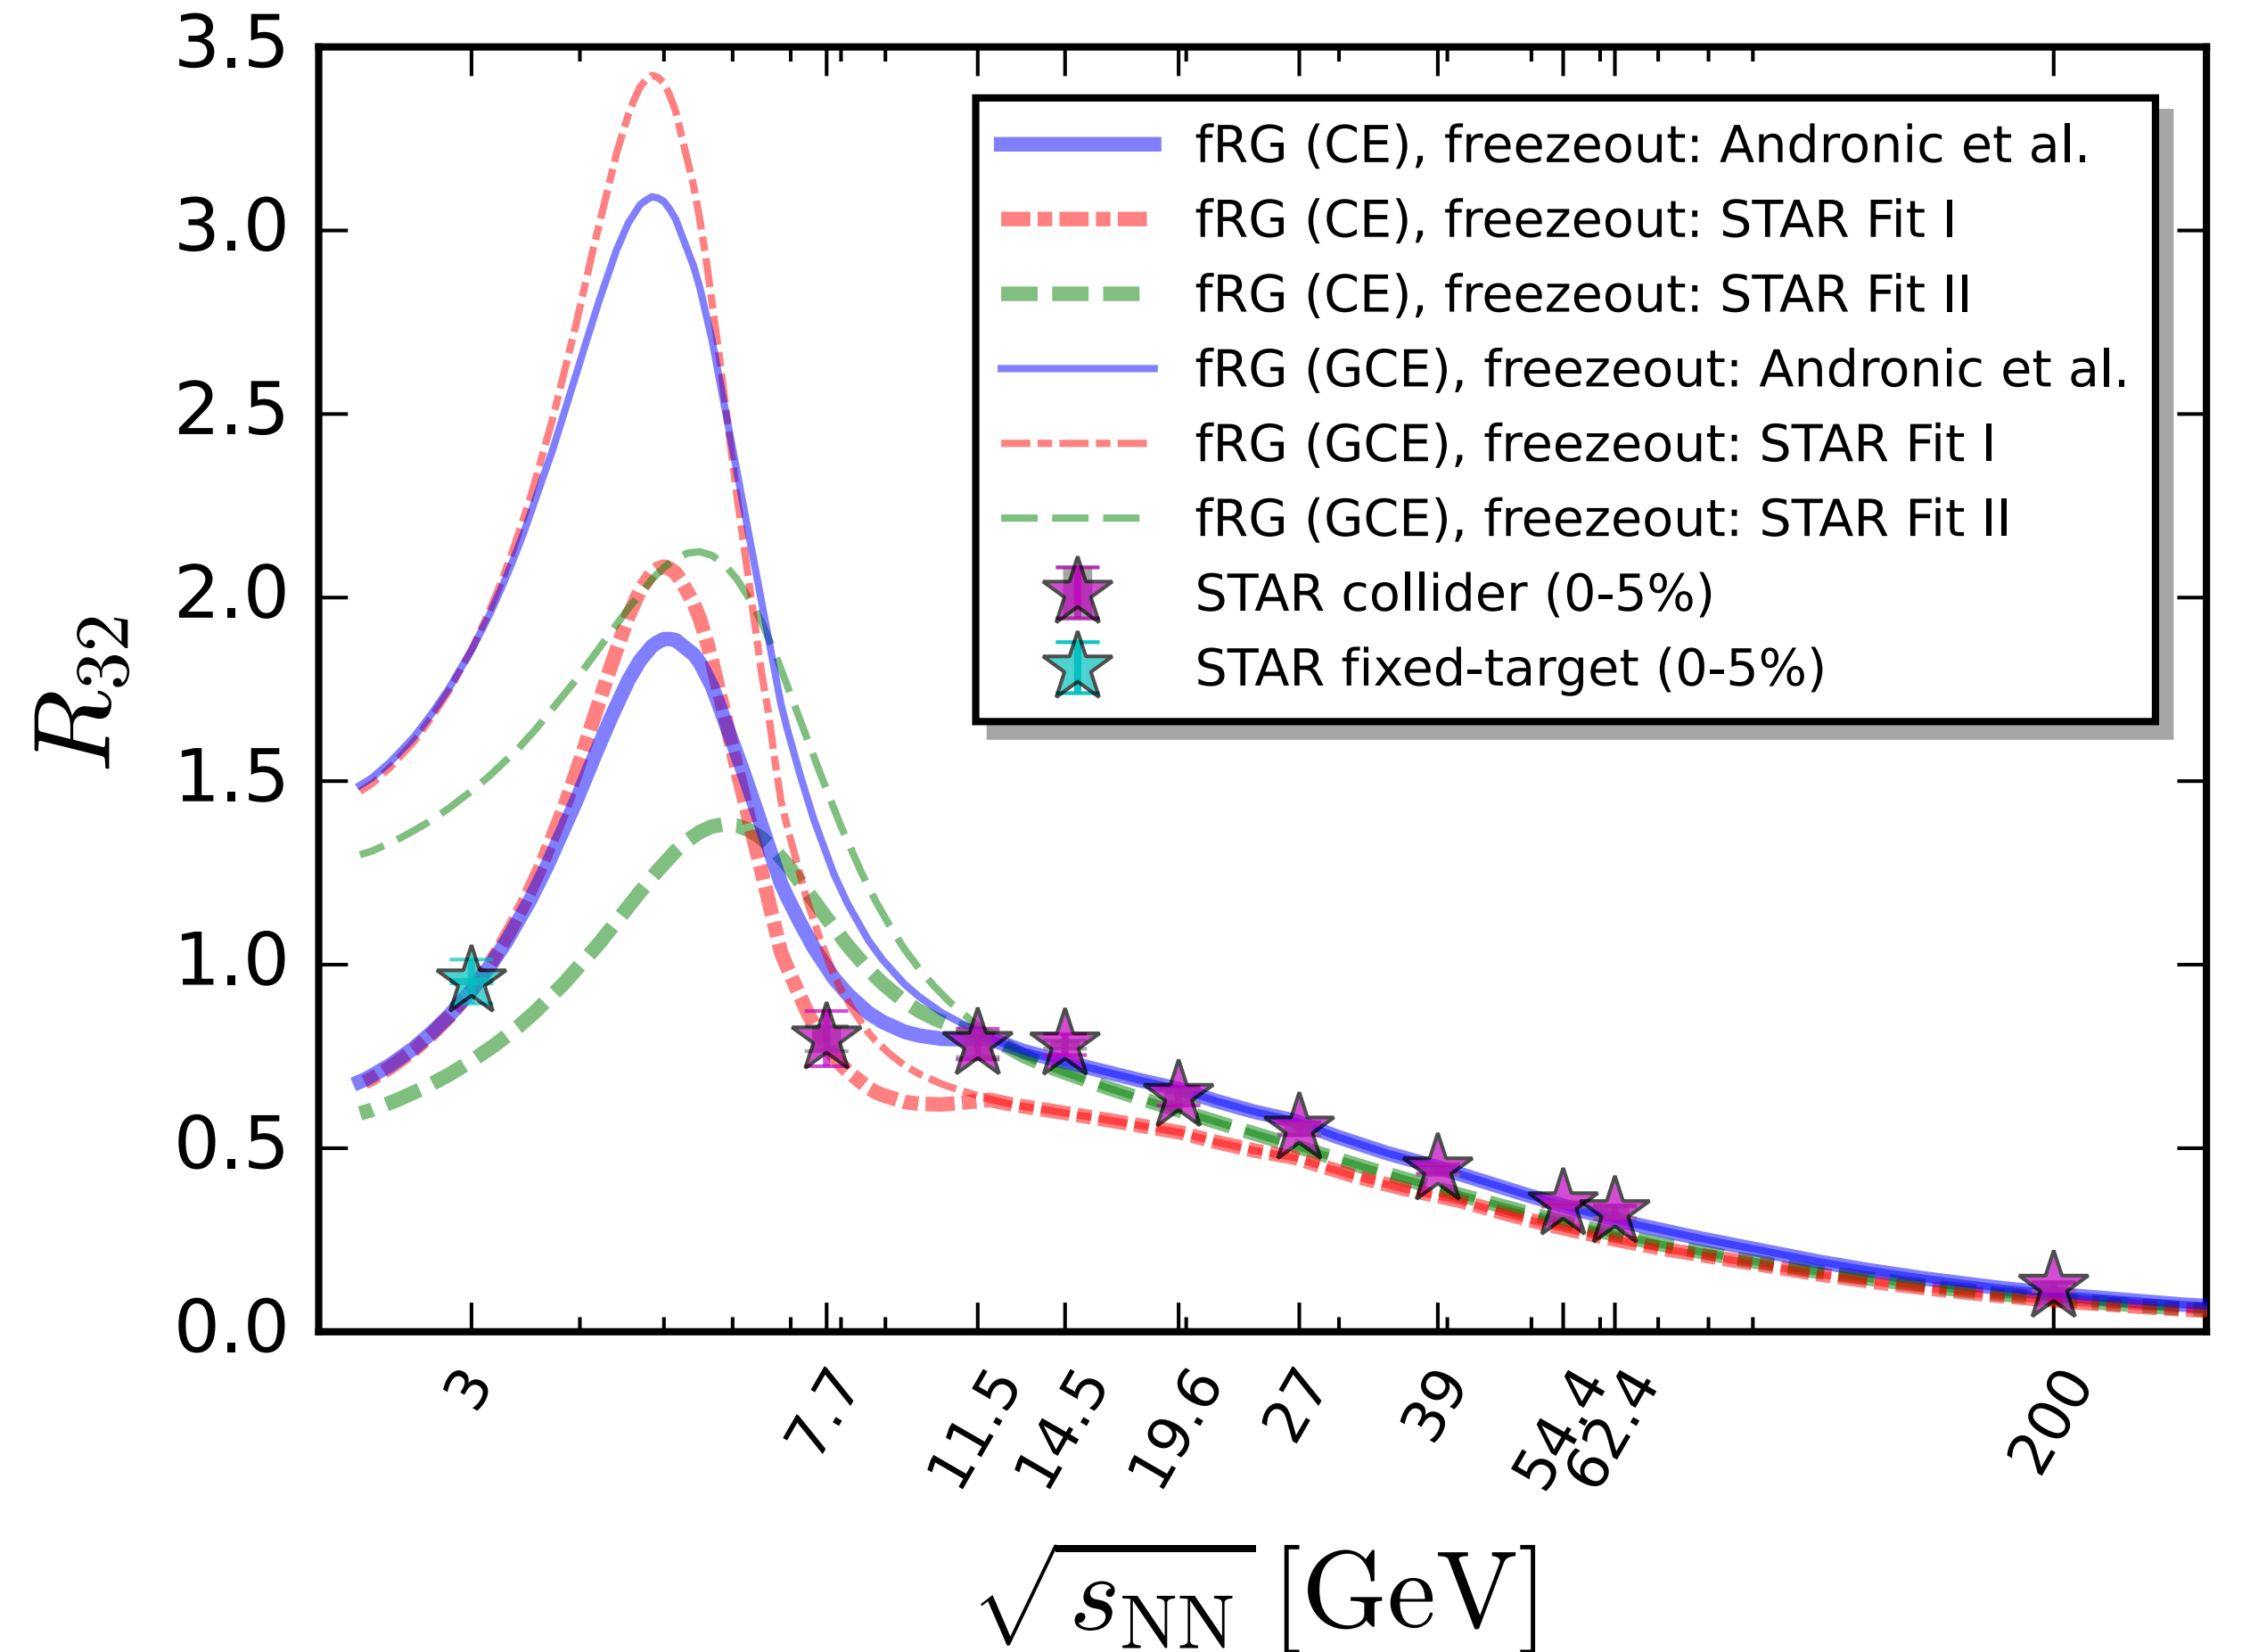 3.5
3.0
2.5
2.0
1.5
1.0
0.5
0.0
R32
fRG (CE), freezeout: Andronic et al.
fRG (CE), freezeout: STAR Fit I
fRG (CE), freezeout: STAR Fit II
fRG (GCE), freezeout: Andronic et al.
fRG (GCE), freezeout: STAR Fit I
fRG (GCE), freezeout: STAR Fit II
STAR collider (0-5%)
STAR fixed-target (0-5%)
3 7.7 11.5 14.5 19.6 27 39 54.4 62.4 200
√sNN [GeV]